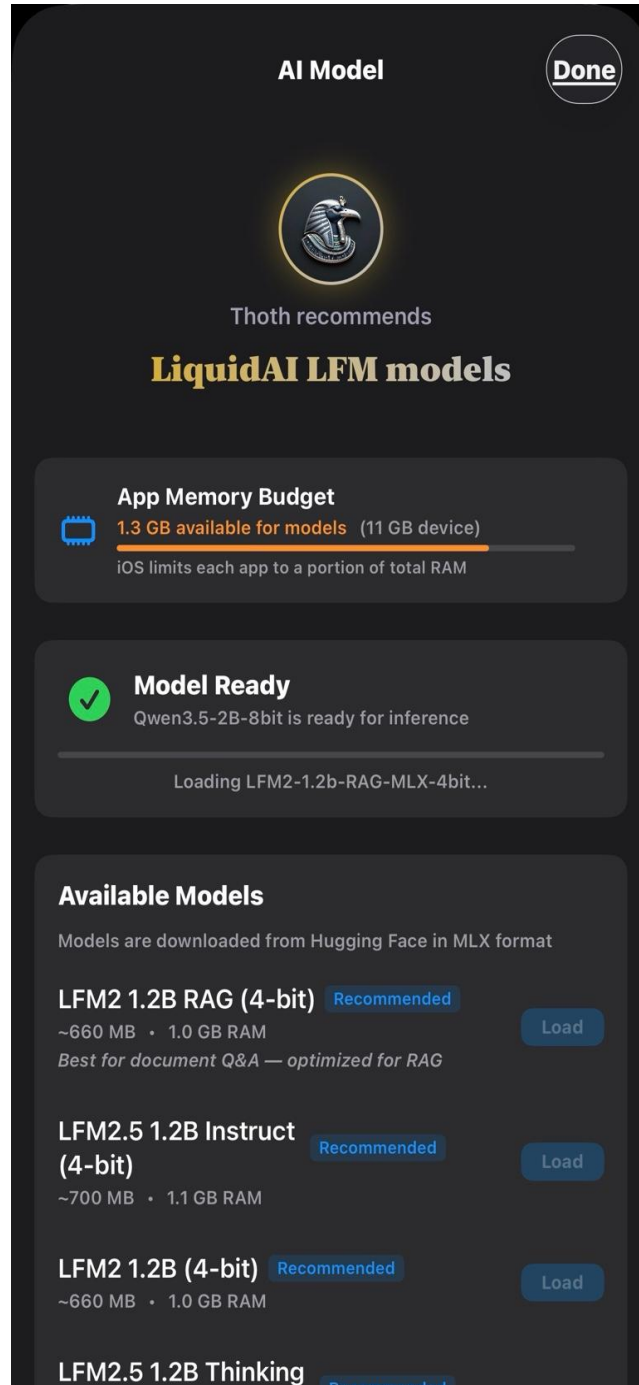 AI Model
Done
Thoth recommends
LiquidAI LFM models
App Memory Budget
1.3 GB available for models (11 GB device)
iOS limits each app to a portion of total RAM
Model Ready
Qwen3.5-2B-8bit is ready for inference
Loading LFM2-1.2b-RAG-MLX-4bit...
Available Models
Models are downloaded from Hugging Face in MLX format
LFM2 1.2B RAG (4-bit) Recommended
~660 MB • 1.0 GB RAM
Load
Best for document Q&A — optimized for RAG
LFM2.5 1.2B Instruct
(4-bit)
Recommended
~700 MB • 1.1 GB RAM
Load
LFM2 1.2B (4-bit) Recommended
~660 MB • 1.0 GB RAM
Load
LFM2.5 1.2B Thinking